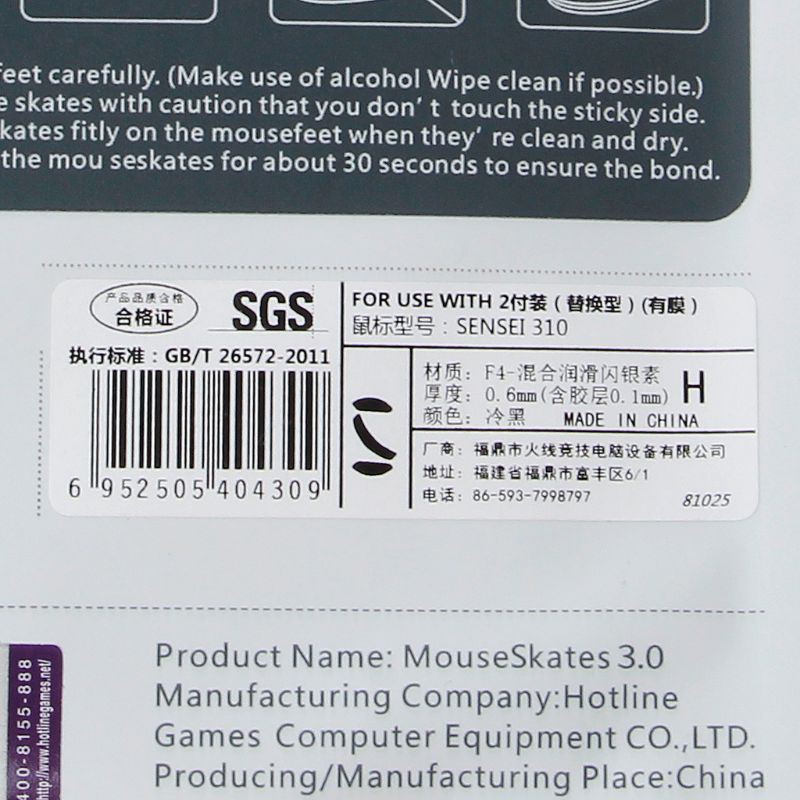 feet carefully. (Make use of alcohol Wipe clean if possible.)
e skates with caution that you don't touch the sticky side.
kates fitly on the mousefeet when they're clean and dry.
the mou seskates for about 30 seconds to ensure the bond.
产品品质合格
合格证
SGS
执行标准：GB/T 26572-2011
6 952505 404309
FOR USE WITH 2付装（替换型）(有膜）
鼠标型号：SENSEI 310
材质：F4-混合润滑闪银素
厚度：0.6mm(含胶层0.1mm)
H
颜色：冷黑 MADE IN CHINA
厂商：福鼎市火线竞技电脑设备有限公司
地址：福建省福鼎市富丰区6/1
电话：86-593-7998797
81025
400-8155-888
http://www.hotlinegames.net/
Product Name: MouseSkates 3.0
Manufacturing Company:Hotline
Games Computer Equipment CO.,LTD.
Producing/Manufacturing Place:China